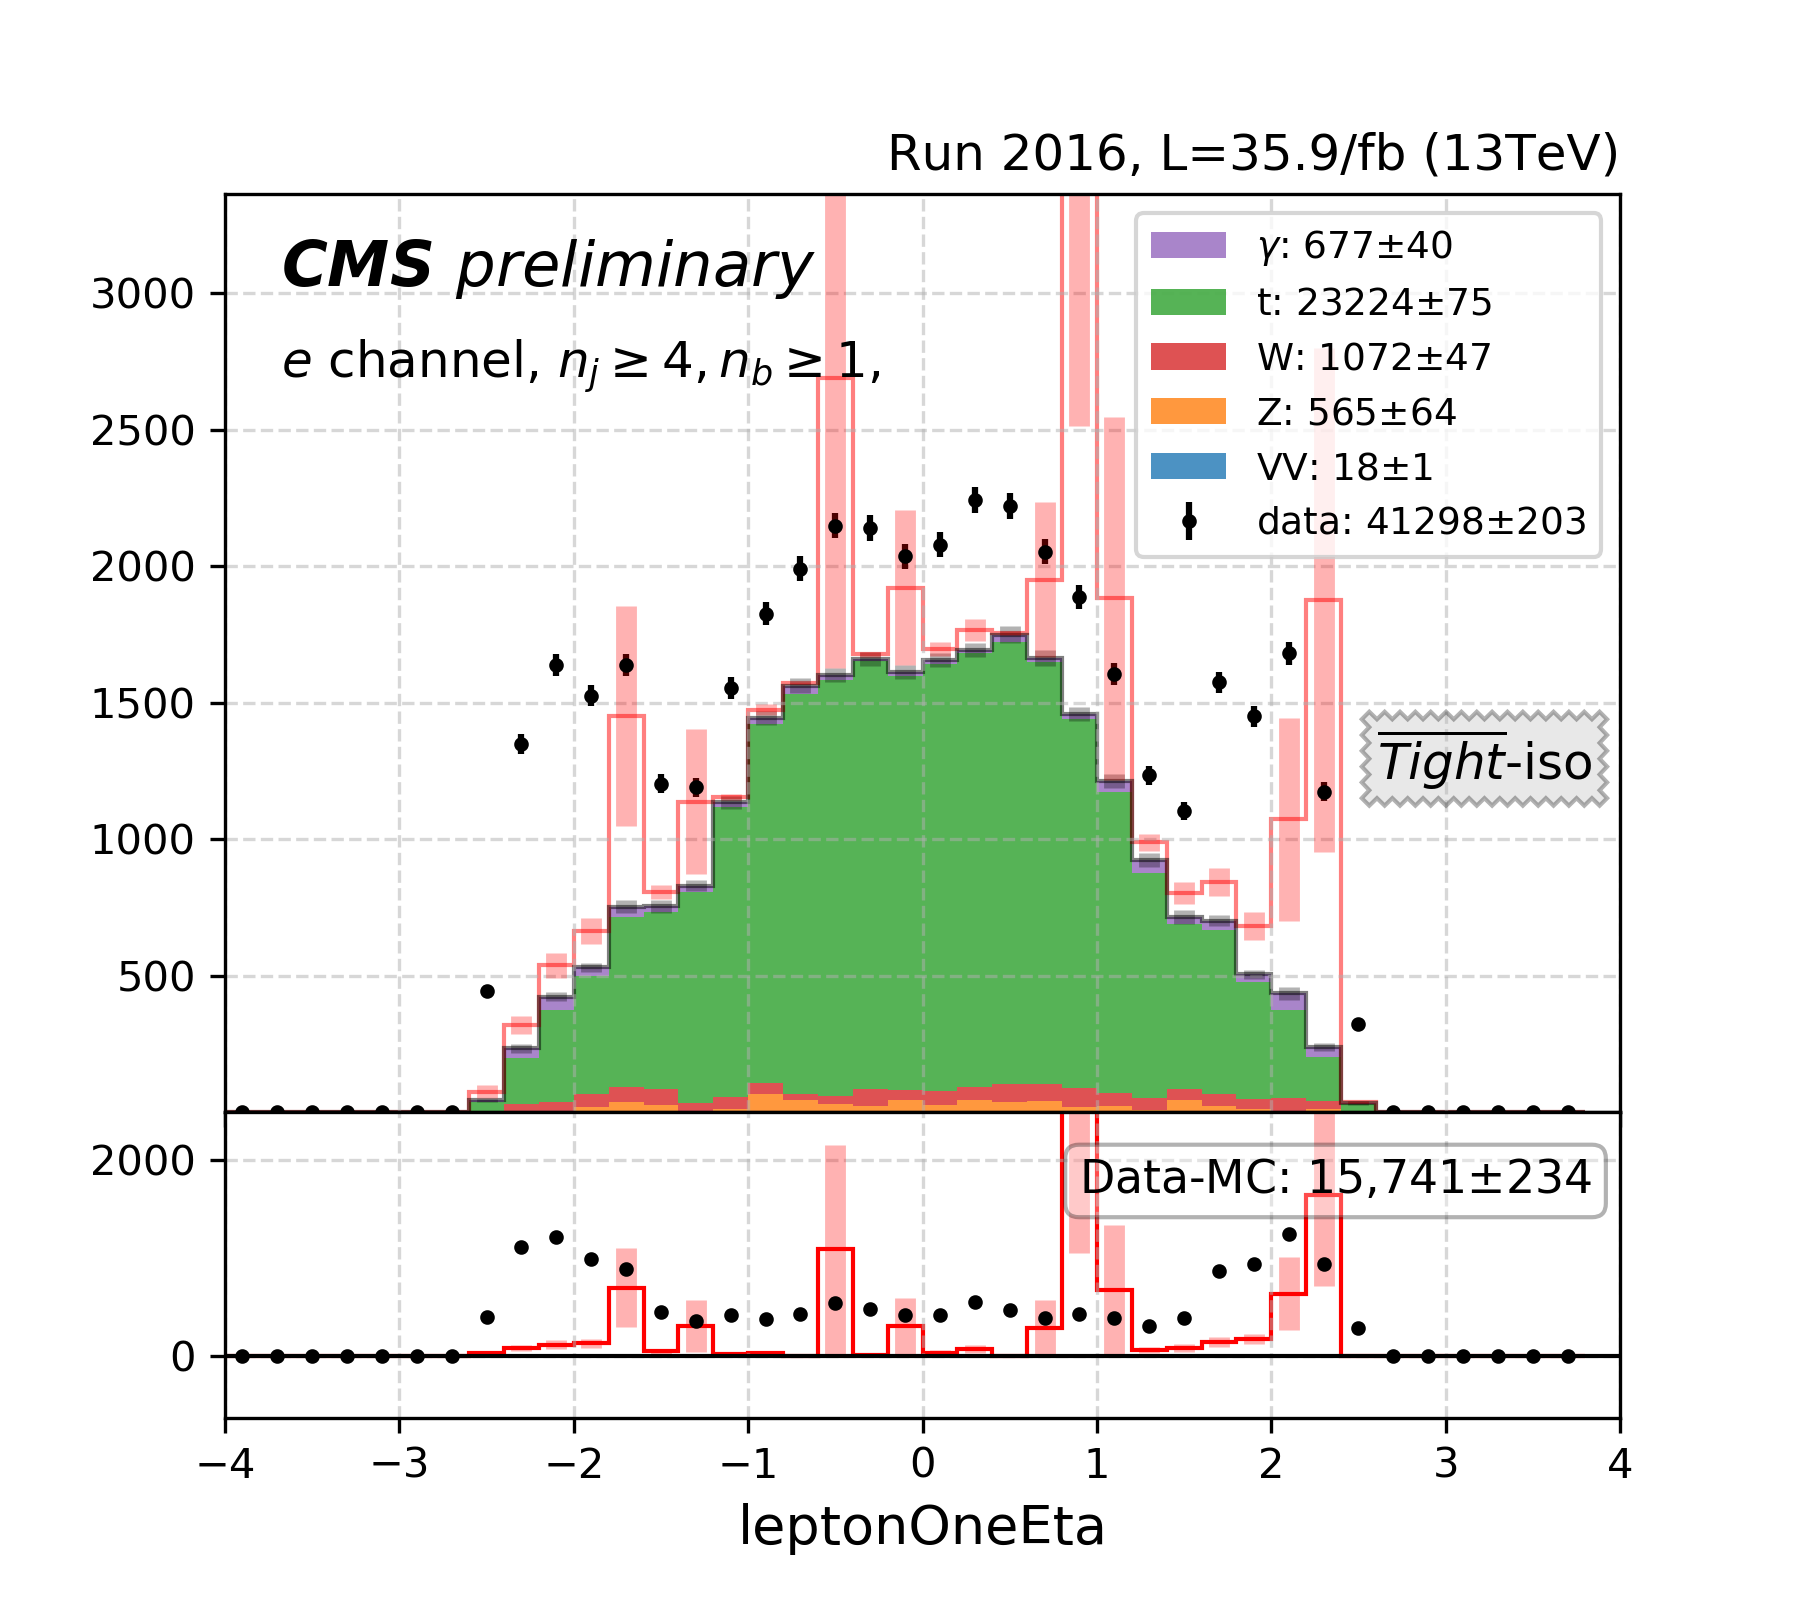 Run 2016, L=35.9/fb (13TeV)
CMS preliminary
e channel, n_j ≥ 4, n_b ≥ 1,
γ: 677±40
t: 23224±75
W: 1072±47
Z: 565±64
VV: 18±1
data: 41298±203
3000
2500
2000
1500
1000
500
T̅i̅g̅h̅t̅-iso
Data-MC: 15,741±234
2000
0
−4 −3 −2 −1 0 1 2 3 4
leptonOneEta